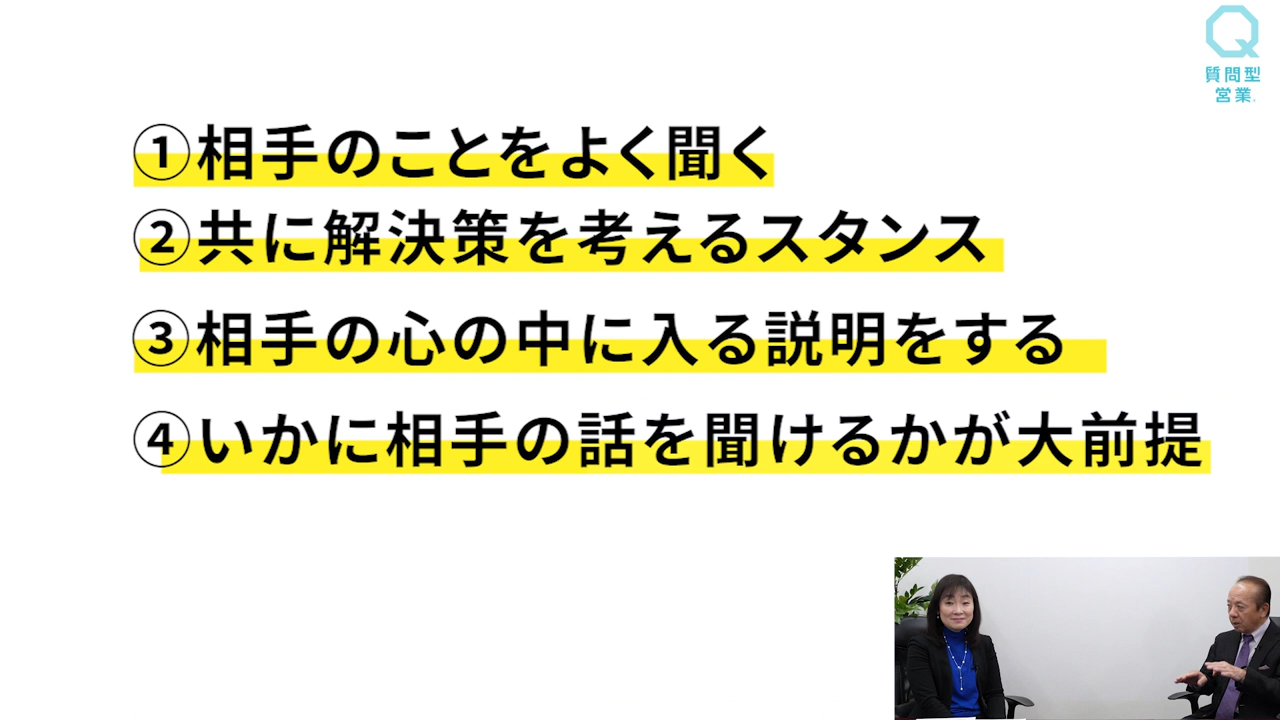 質問型
営業
①相手のことをよく聞く
②共に解決策を考えるスタンス
③相手の心の中に入る説明をする
④いかに相手の話を聞けるかが大前提